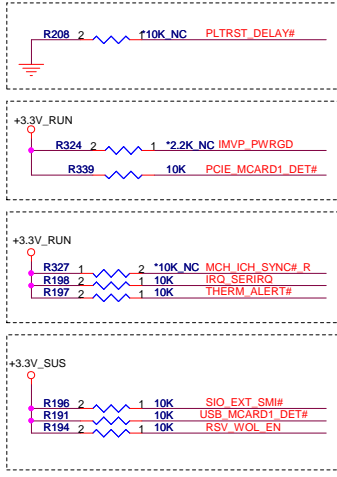 R208 2 1 *10K_NC PLTRST_DELAY#
+3.3V_RUN
R324 2 1 *2.2K_NC IMVP_PWRGD
R339 10K PCIE_MCARD1_DET#
+3.3V_RUN
R327 1 2 *10K_NC MCH_ICH_SYNC#_R
R198 2 1 10K IRQ_SERIRQ
R197 2 1 10K THERM_ALERT#
+3.3V_SUS
R196 2 1 10K SIO_EXT_SMI#
R191 10K USB_MCARD1_DET#
R194 2 1 10K RSV_WOL_EN